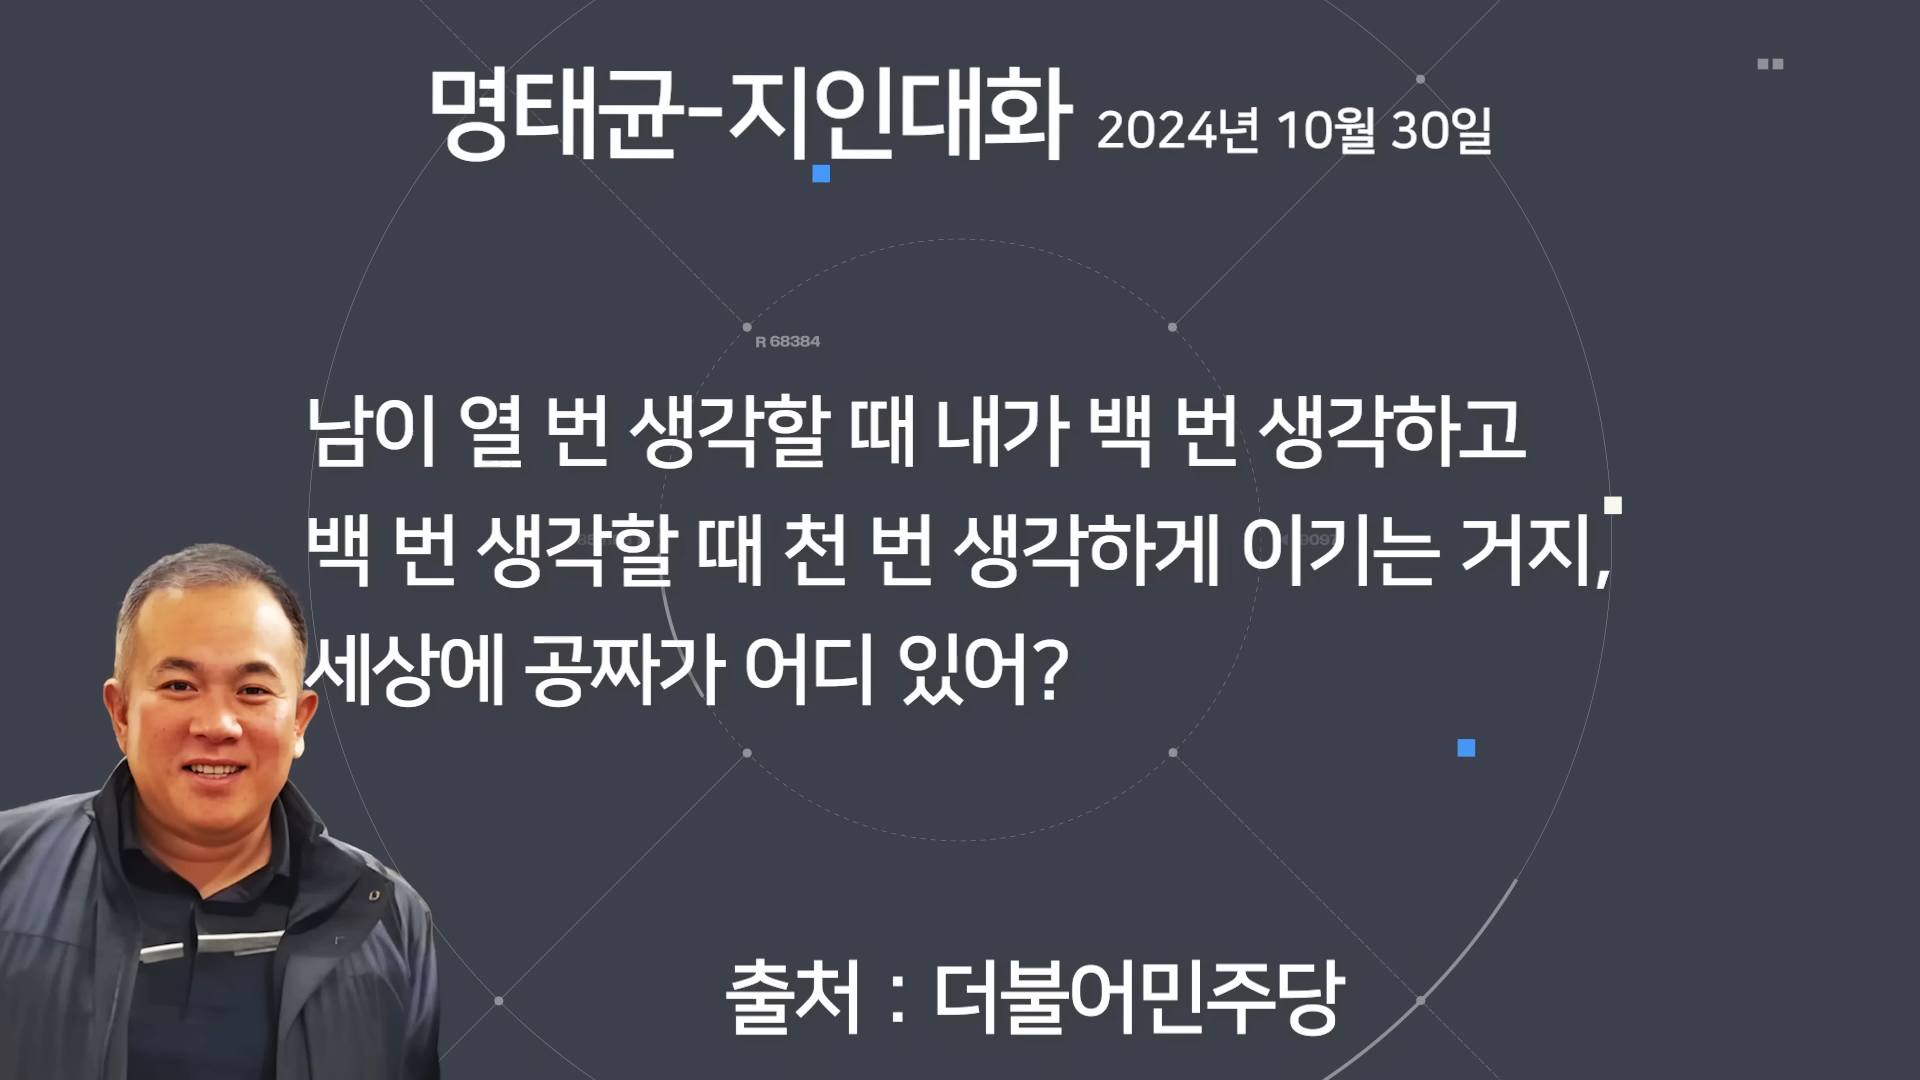 명태균-지인대화 2024년 10월 30일
R 68384
남이 열 번 생각할 때 내가 백 번 생각하고
백 번 생각할 때 천 번 생각하게 이기는 거지,
세상에 공짜가 어디 있어?
출처 : 더불어민주당